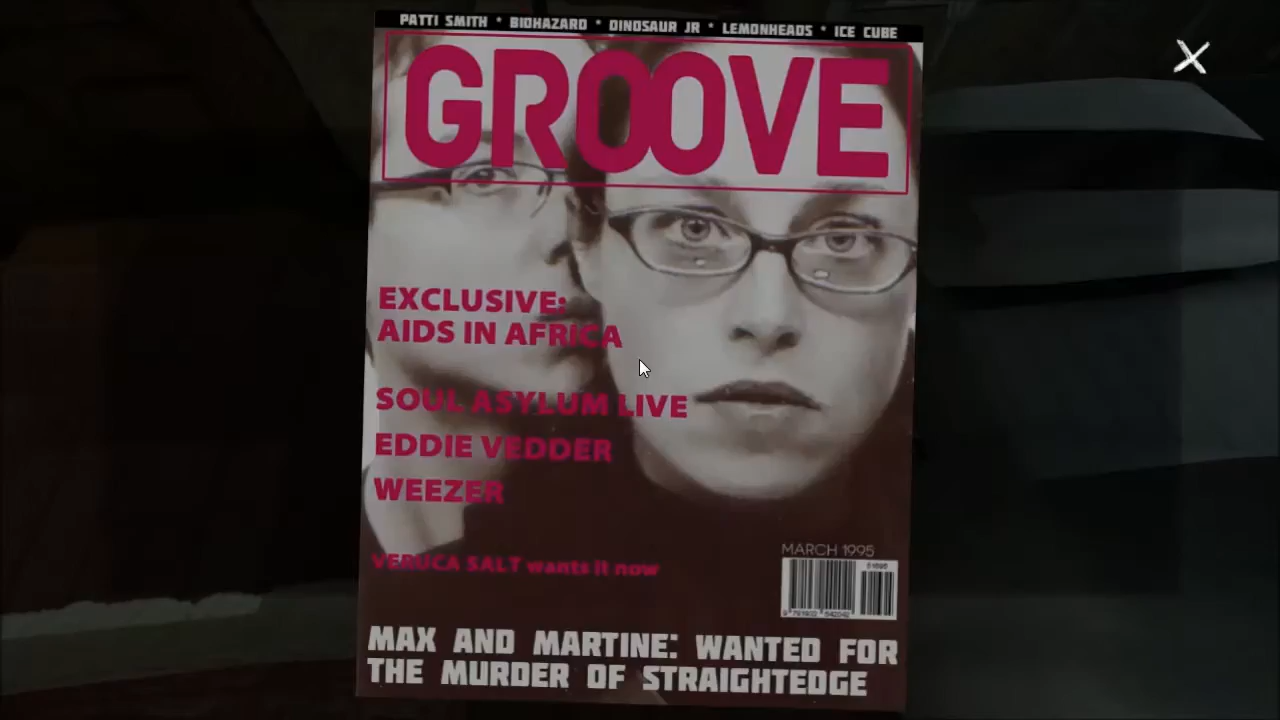 PATTI SMITH * BIOHAZARD * DINOSAUR JR * LEMONHEADS * ICE CUBE
GROOVE
EXCLUSIVE:
AIDS IN AFRICA
SOUL ASYLUM LIVE
EDDIE VEDDER
WEEZER
VERUCA SALT wants it now
MARCH 1995
MAX AND MARTINE: WANTED FOR
THE MURDER OF STRAIGHTEDGE